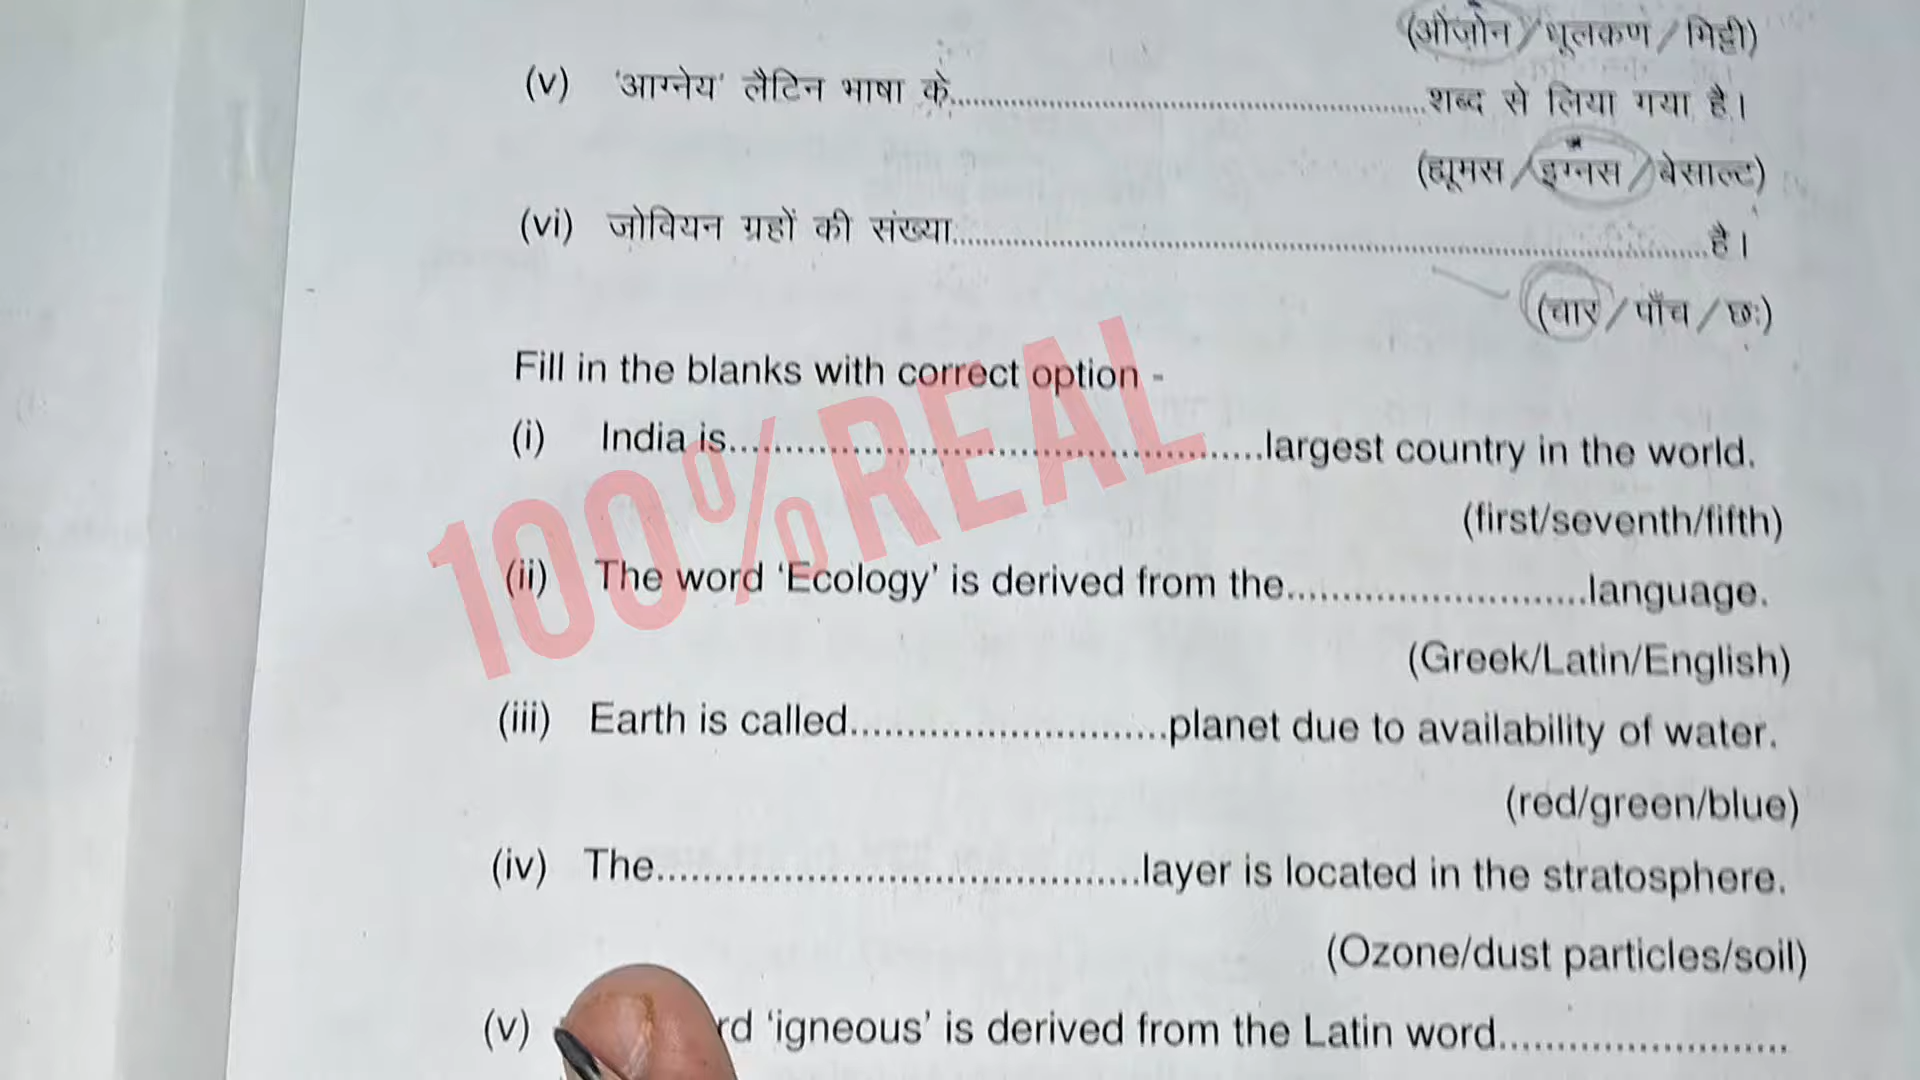 (ओजोन / धूलकण / मिट्टी)
(v) 'आग्नेय' लैटिन भाषा के....................शब्द से लिया गया है।
(ह्यूमस / इग्नस / बेसाल्ट)
(vi) जोवियन ग्रहों की संख्या....................है।
(चार / पाँच / छः)
Fill in the blanks with correct option -
(i) India is....................largest country in the world.
(first/seventh/fifth)
(ii) The word ‘Ecology’ is derived from the....................language.
(Greek/Latin/English)
(iii) Earth is called....................planet due to availability of water.
(red/green/blue)
(iv) The....................layer is located in the stratosphere.
(Ozone/dust particles/soil)
(v) rd ‘igneous’ is derived from the Latin word....................
100% REAL